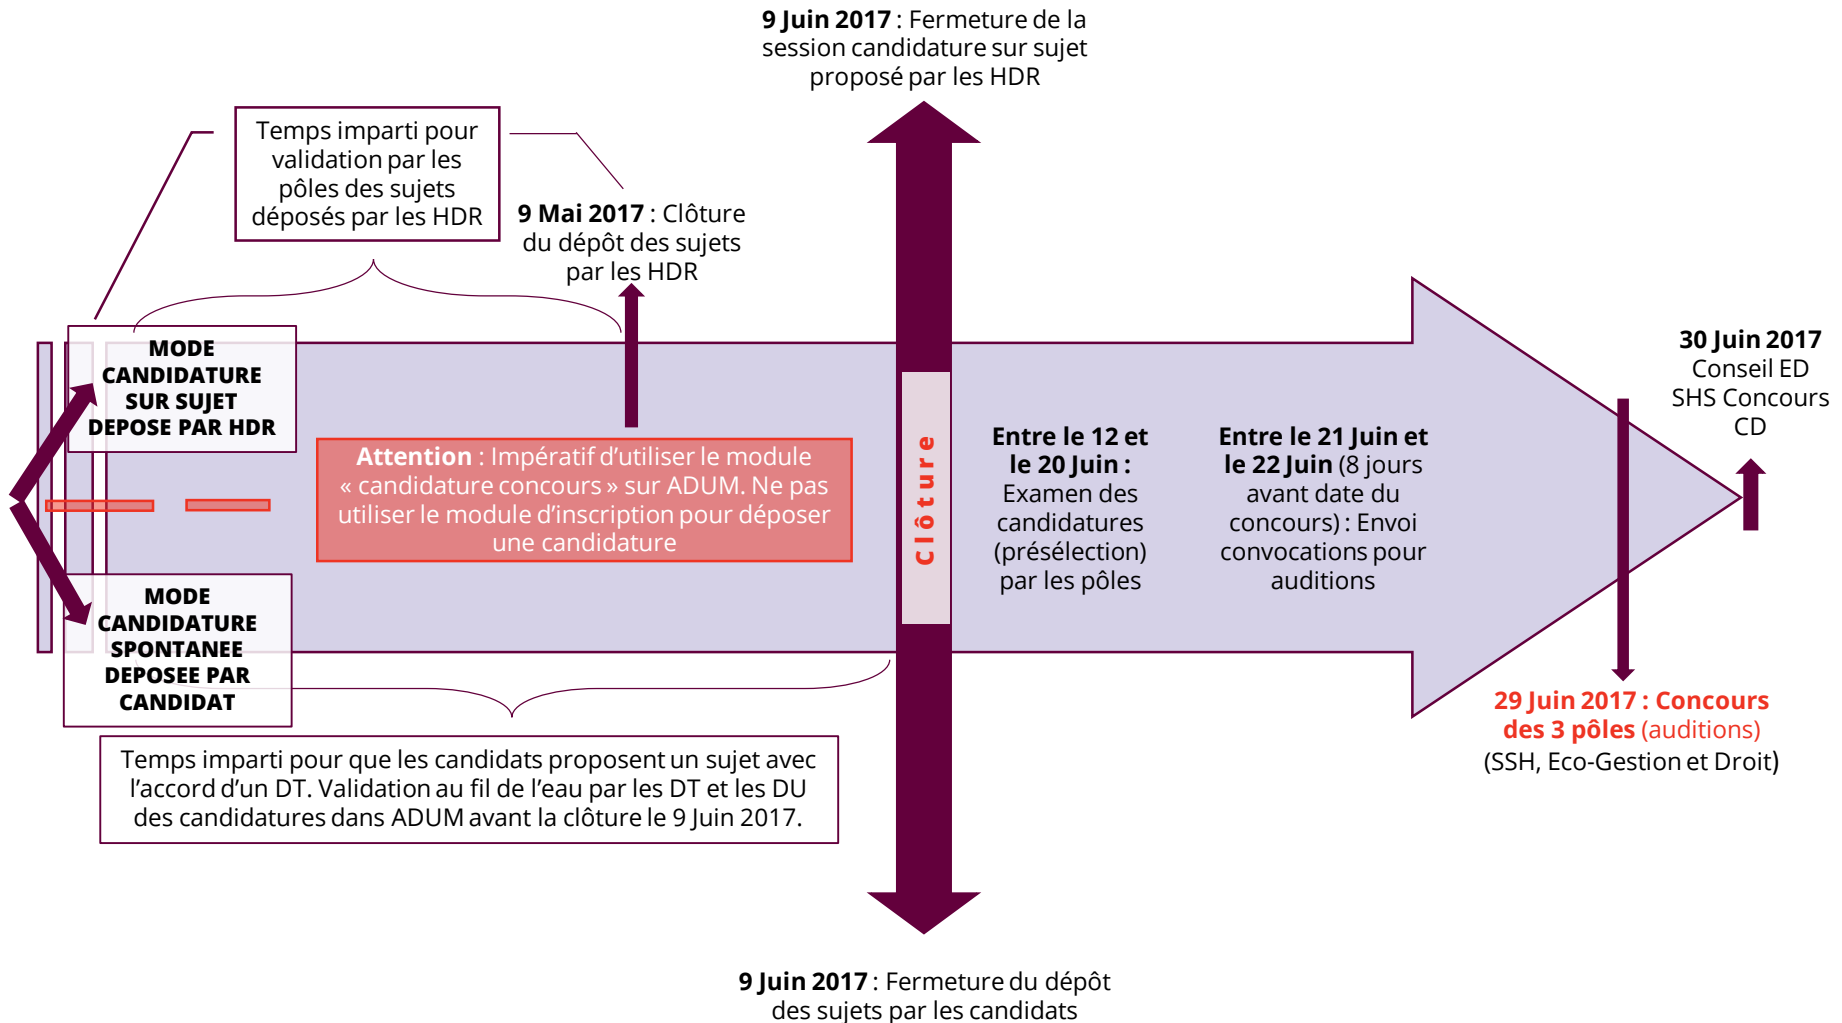 9 Juin 2017 : Fermeture de la
session candidature sur sujet
proposé par les HDR
Temps imparti pour
validation par les
pôles des sujets
déposés par les HDR
9 Mai 2017 : Clôture
du dépôt des sujets
par les HDR
MODE
CANDIDATURE
SUR SUJET
DEPOSE PAR HDR
Attention : Impératif d’utiliser le module
« candidature concours » sur ADUM. Ne pas
utiliser le module d’inscription pour déposer
une candidature
MODE
CANDIDATURE
SPONTANEE
DEPOSEE PAR
CANDIDAT
Temps imparti pour que les candidats proposent un sujet avec
l’accord d’un DT. Validation au fil de l’eau par les DT et les DU
des candidatures dans ADUM avant la clôture le 9 Juin 2017.
Clôture
Entre le 12 et
le 20 Juin :
Examen des
candidatures
(présélection)
par les pôles
Entre le 21 Juin et
le 22 Juin (8 jours
avant date du
concours) : Envoi
convocations pour
auditions
30 Juin 2017
Conseil ED
SHS Concours
CD
29 Juin 2017 : Concours
des 3 pôles (auditions)
(SSH, Eco-Gestion et Droit)
9 Juin 2017 : Fermeture du dépôt
des sujets par les candidats